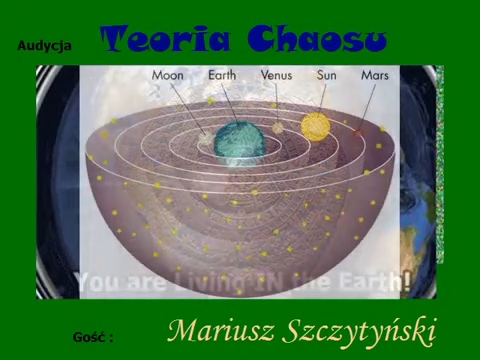 Audycja Teoria Chaosu
Moon Earth Venus Sun Mars
You are Living IN the Earth!
Gość : Mariusz Szczytyński